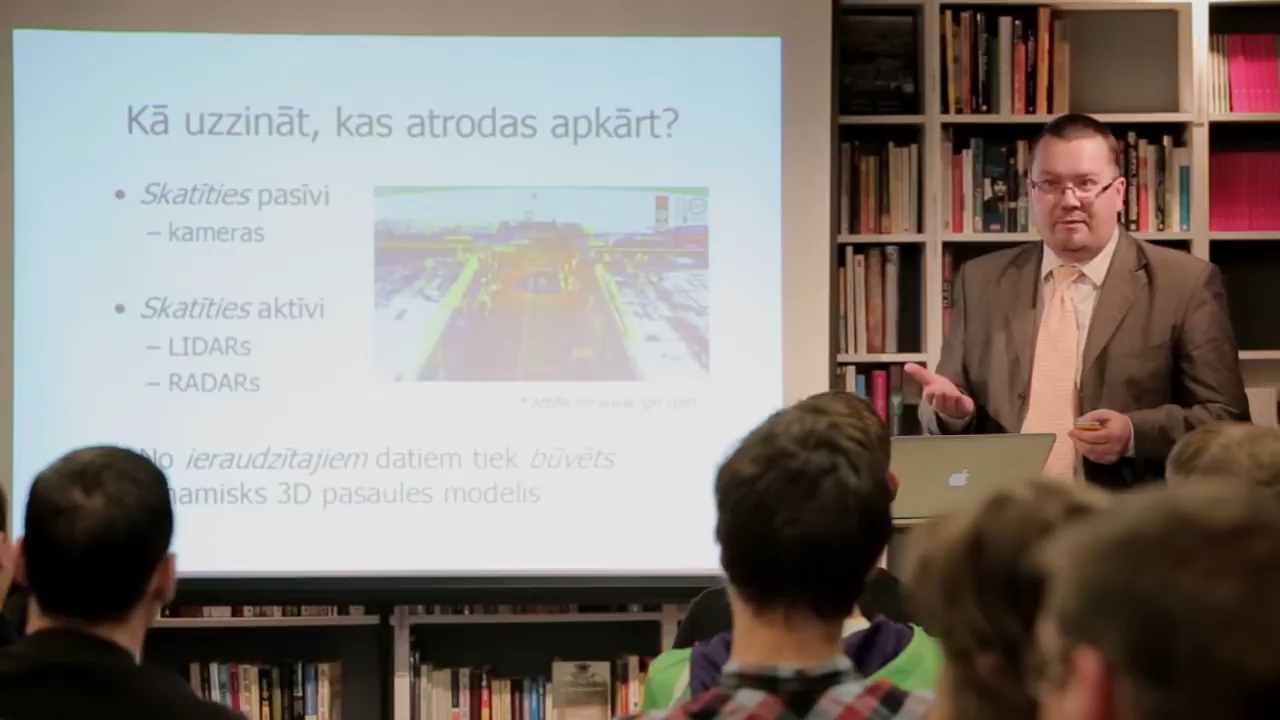 Kā uzzināt, kas atrodas apkārt?
• Skatīties pasīvi
– kameras
• Skatīties aktīvi
– LIDARs
– RADARs
No ieraudzītajiem datiem tiek būvēts
namisks 3D pasaules modelis